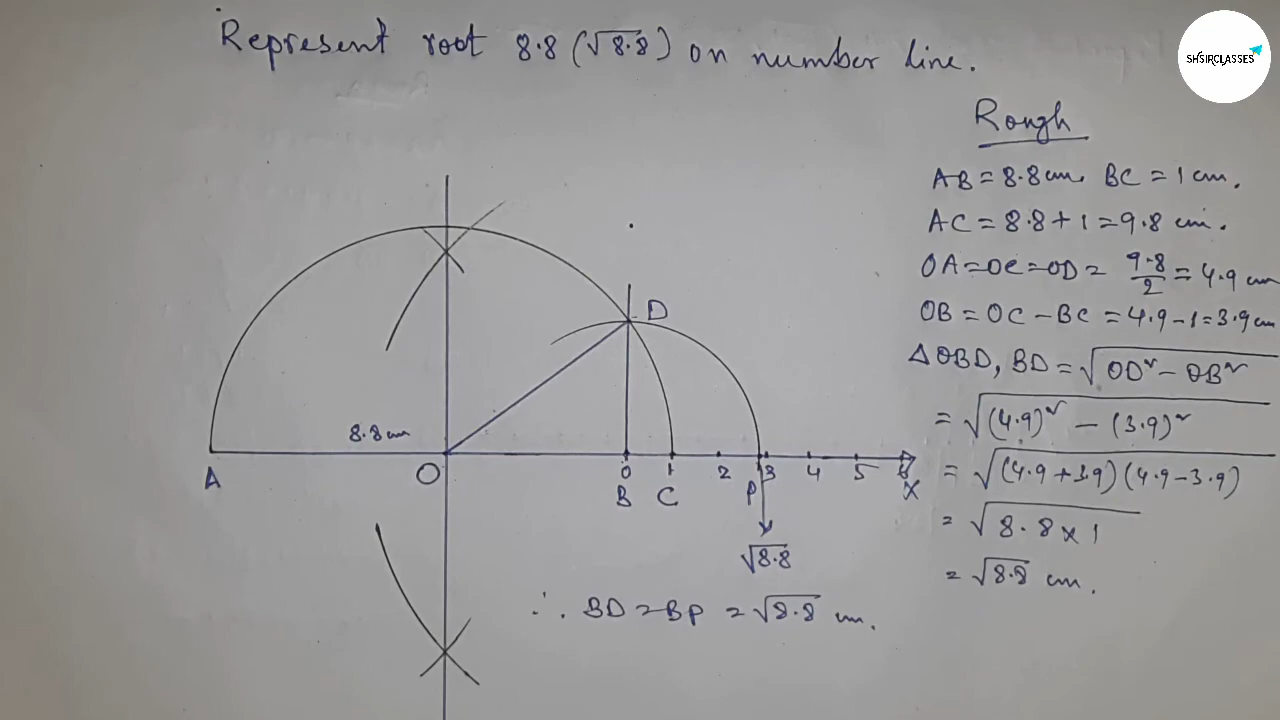 Represent root 8.8 (√8.8) on number line.
SHSIRCLASSES
Rough
AB = 8.8 cm. BC = 1 cm.
AC = 8.8 + 1 = 9.8 cm.
OA = OC = OD = 9.8/2 = 4.9 cm
OB = OC - BC = 4.9 - 1 = 3.9 cm
△OBD, BD = √OD² - OB²
= √(4.9)² - (3.9)²
= √(4.9 + 3.9) (4.9 - 3.9)
= √8.8 × 1
= √8.8 cm.
D
8.8 cm
0 1 2 3 4 5 6
A O B C P X
√8.8
∴ BD = BP = √8.8 cm.